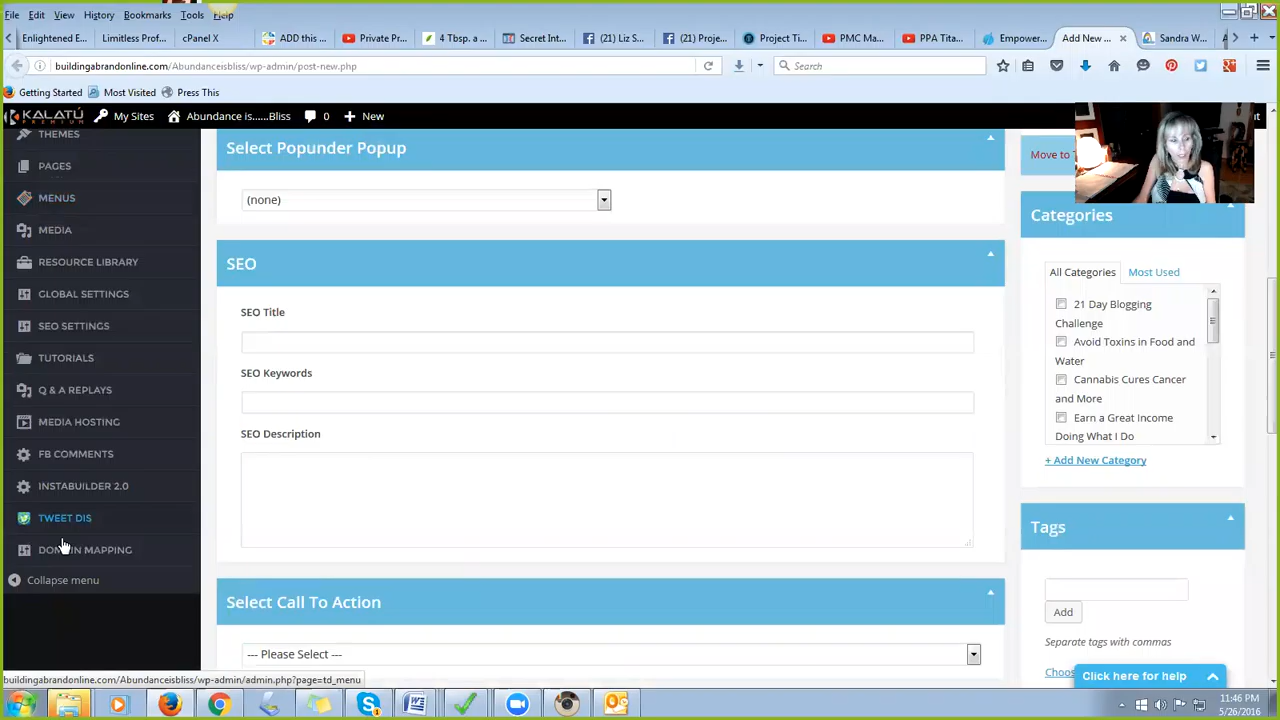 File Edit View History Bookmarks Tools Help
Enlightened E... Limitless Prof... cPanel X ADD this ... Private Pr... 4 Tbsp. a ... Secret Int... (21) Liz S... (21) Proje... Project Ti... PMC Ma... PPA Tita... Empower... Add New ... Sandra W...
buildingabrandonline.com/Abundanceisbliss/wp-admin/post-new.php Search
Getting Started Most Visited Press This
KALATÚ PREMIUM My Sites Abundance is......Bliss 0 New
THEMES
PAGES
MENUS
MEDIA
RESOURCE LIBRARY
GLOBAL SETTINGS
SEO SETTINGS
TUTORIALS
Q & A REPLAYS
MEDIA HOSTING
FB COMMENTS
INSTABUILDER 2.0
TWEET DIS
DOMAIN MAPPING
Collapse menu
Select Popunder Popup
(none)
SEO
SEO Title
SEO Keywords
SEO Description
Select Call To Action
--- Please Select ---
Move to
Categories
All Categories Most Used
21 Day Blogging
Challenge
Avoid Toxins in Food and
Water
Cannabis Cures Cancer
and More
Earn a Great Income
Doing What I Do
+ Add New Category
Tags
Add
Separate tags with commas
Click here for help
buildingabrandonline.com/Abundanceisbliss/wp-admin/admin.php?page=td_menu
11:46 PM
5/26/2016